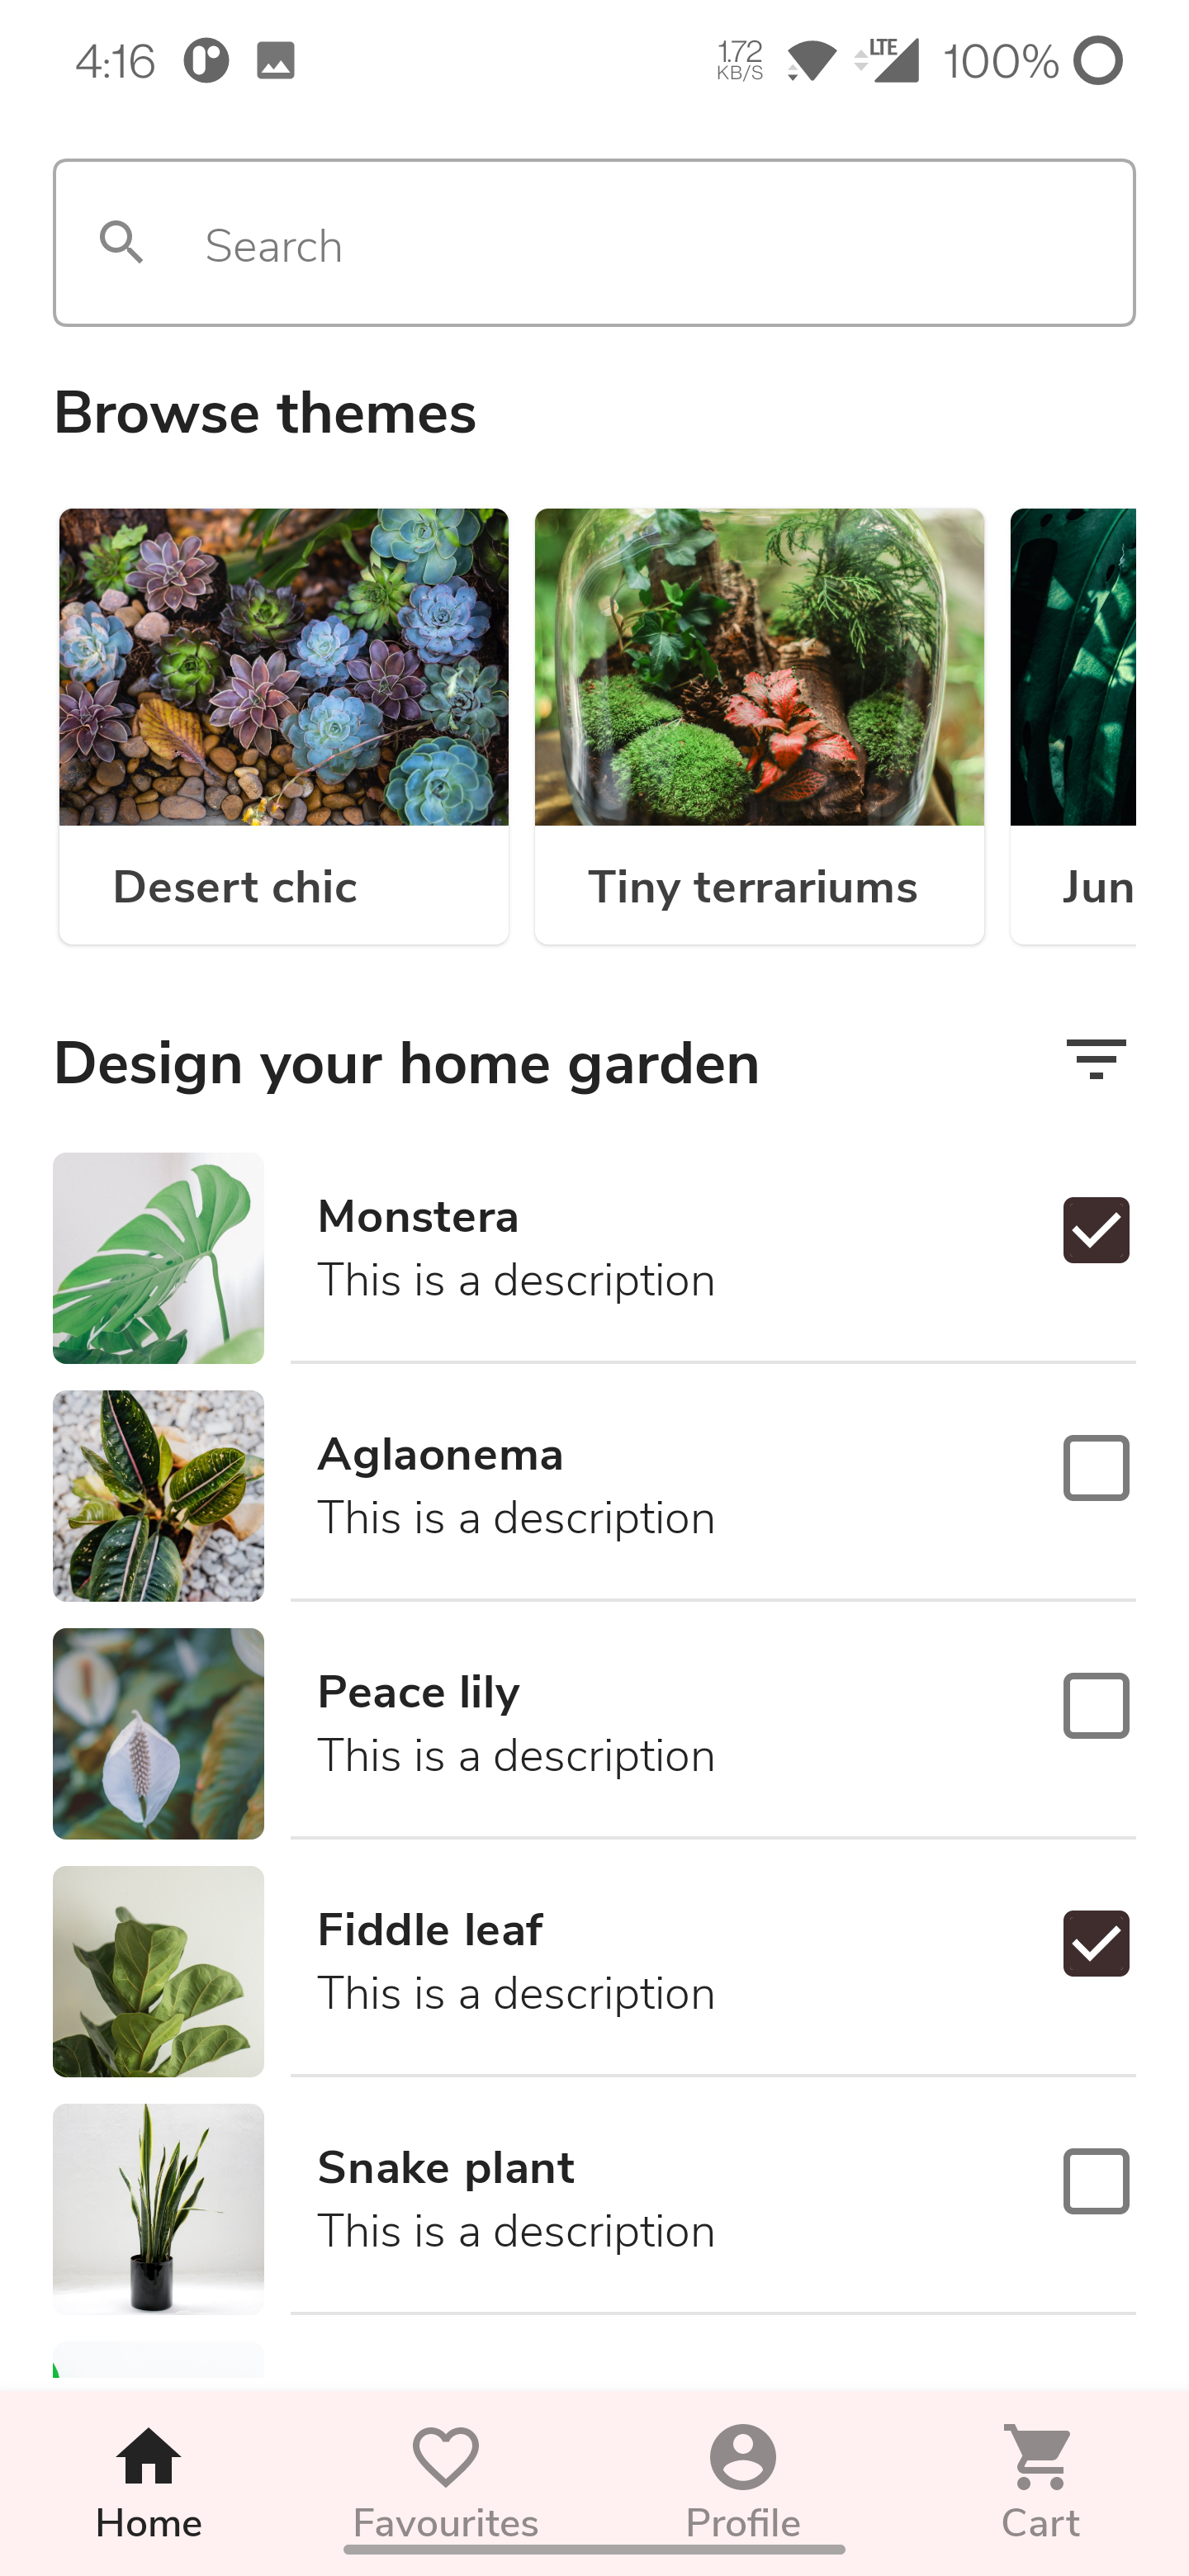 4:16
1.72
KB/S
LTE
100%
Search
Browse themes
Desert chic
Tiny terrariums
Jun
Design your home garden
Monstera
This is a description
Aglaonema
This is a description
Peace lily
This is a description
Fiddle leaf
This is a description
Snake plant
This is a description
Home
Favourites
Profile
Cart